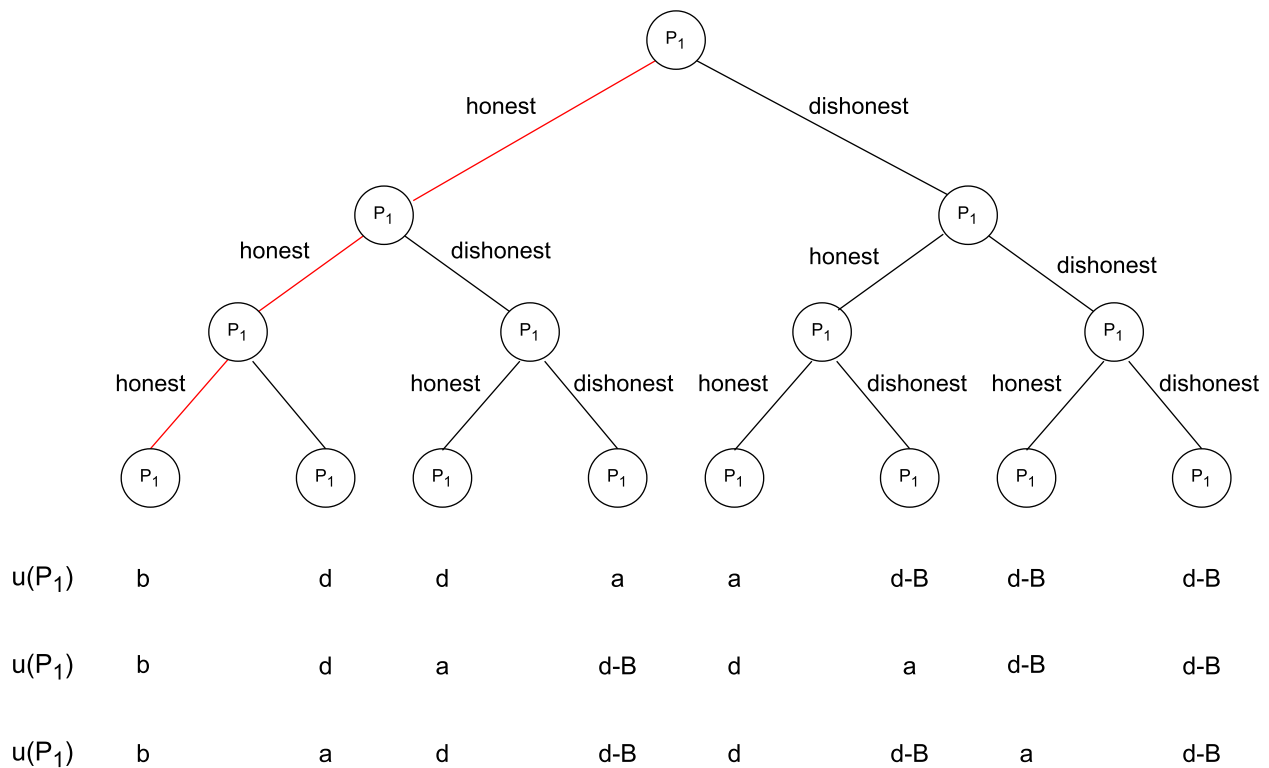 P1
honest dishonest
P1 P1
honest dishonest honest dishonest
P1 P1 P1 P1
honest honest dishonest honest dishonest honest dishonest
P1 P1 P1 P1 P1 P1 P1 P1
u(P1) b d d a a d-B d-B d-B
u(P1) b d a d-B d a d-B d-B
u(P1) b a d d-B d d-B a d-B